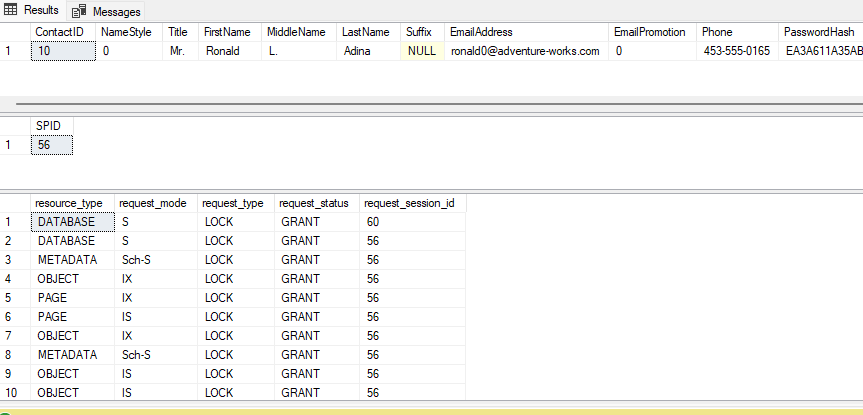 Results Messages
ContactID NameStyle Title FirstName MiddleName LastName Suffix EmailAddress EmailPromotion Phone PasswordHash
1 10 0 Mr. Ronald L. Adina NULL ronald0@adventure-works.com 0 453-555-0165 EA3A611A35AB
SPID
1 56
resource_type request_mode request_type request_status request_session_id
1 DATABASE S LOCK GRANT 60
2 DATABASE S LOCK GRANT 56
3 METADATA Sch-S LOCK GRANT 56
4 OBJECT IX LOCK GRANT 56
5 PAGE IX LOCK GRANT 56
6 PAGE IS LOCK GRANT 56
7 OBJECT IX LOCK GRANT 56
8 METADATA Sch-S LOCK GRANT 56
9 OBJECT IS LOCK GRANT 56
10 OBJECT IS LOCK GRANT 56